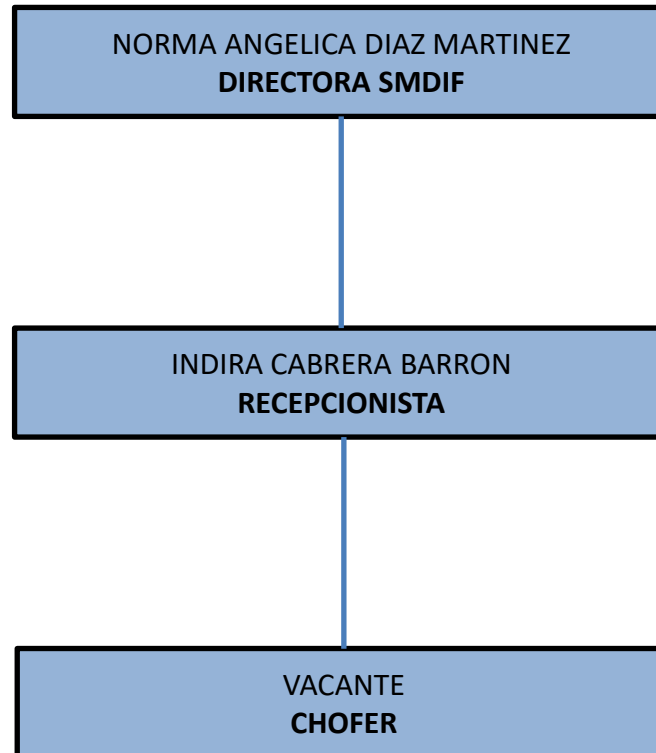 NORMA ANGELICA DIAZ MARTINEZ
DIRECTORA SMDIF
INDIRA CABRERA BARRON
RECEPCIONISTA
VACANTE
CHOFER